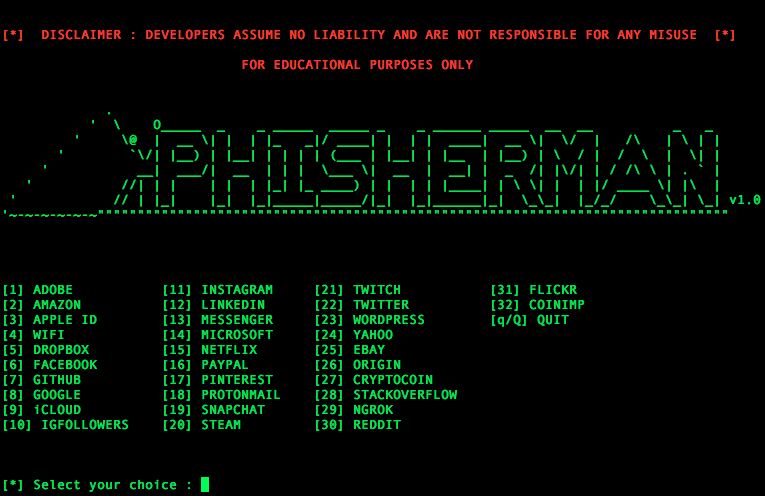 [*] DISCLAIMER : DEVELOPERS ASSUME NO LIABILITY AND ARE NOT RESPONSIBLE FOR ANY MISUSE [*]
FOR EDUCATIONAL PURPOSES ONLY
PHISHERMAN
v1.0
[1] ADOBE [11] INSTAGRAM [21] TWITCH [31] FLICKR
[2] AMAZON [12] LINKEDIN [22] TWITTER [32] COINIMP
[3] APPLE ID [13] MESSENGER [23] WORDPRESS [q/Q] QUIT
[4] WIFI [14] MICROSOFT [24] YAHOO
[5] DROPBOX [15] NETFLIX [25] EBAY
[6] FACEBOOK [16] PAYPAL [26] ORIGIN
[7] GITHUB [17] PINTEREST [27] CRYPTOCOIN
[8] GOOGLE [18] PROTONMAIL [28] STACKOVERFLOW
[9] iCLOUD [19] SNAPCHAT [29] NGROK
[10] IGFOLLOWERS [20] STEAM [30] REDDIT
[*] Select your choice :